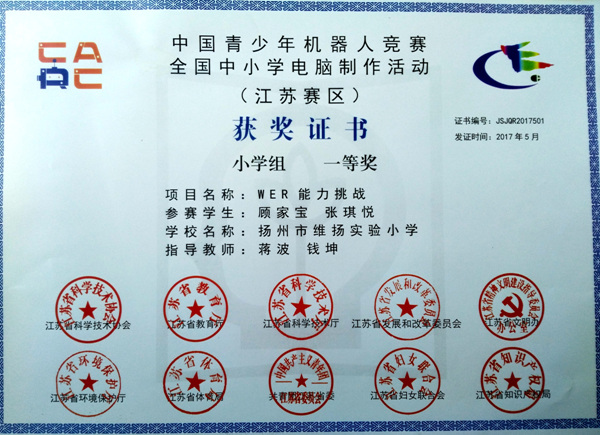 CARC
中国青少年机器人竞赛
全国中小学电脑制作活动
（江苏赛区）
证书编号：JSJQR2017501
发证时间：2017年5月
获奖证书
小学组 一等奖
项目名称：WER能力挑战
参赛学生：顾家宝 张琪悦
学校名称：扬州市维扬实验小学
指导教师：蒋波 钱坤
江苏省科学技术协会 江苏省教育厅 江苏省科学技术厅 江苏省发展和改革委员会 江苏省文明办
江苏省环境保护厅 江苏省体育局 共青团江苏省委 江苏省妇女联合会 江苏省知识产权局